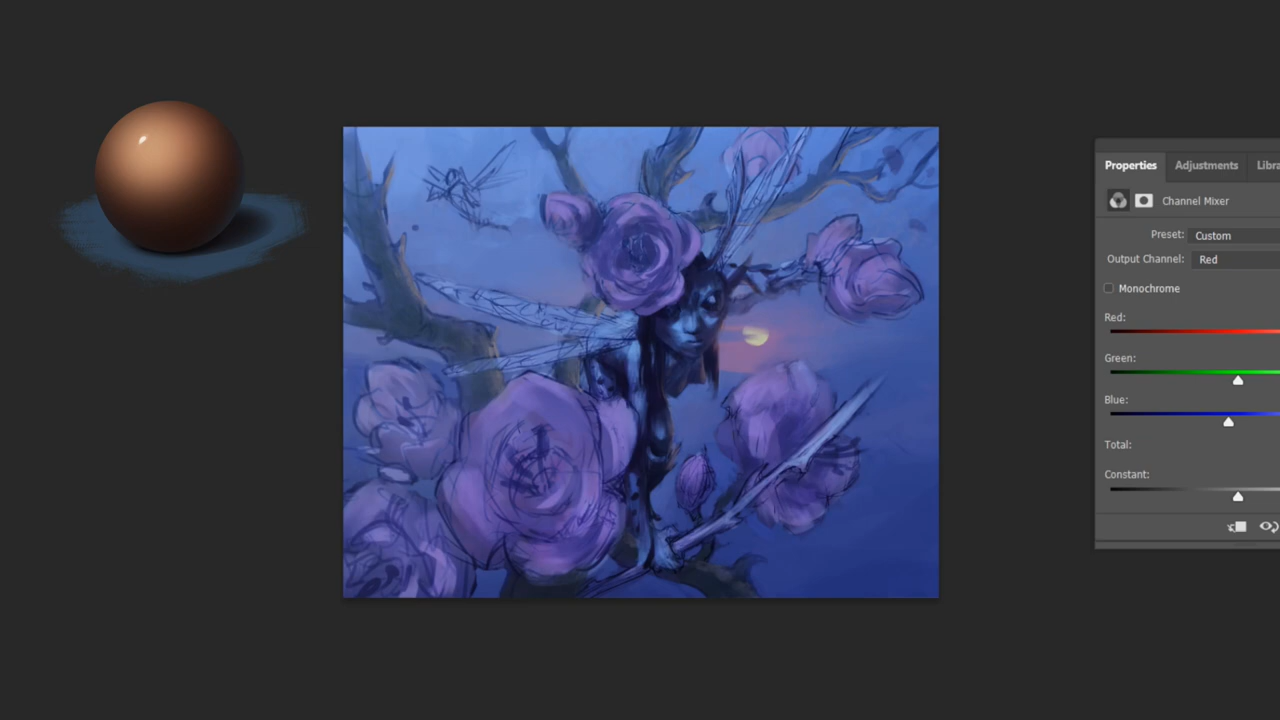 Properties Adjustments Libra
Channel Mixer
Preset: Custom
Output Channel: Red
Monochrome
Red:
Green:
Blue:
Total:
Constant: